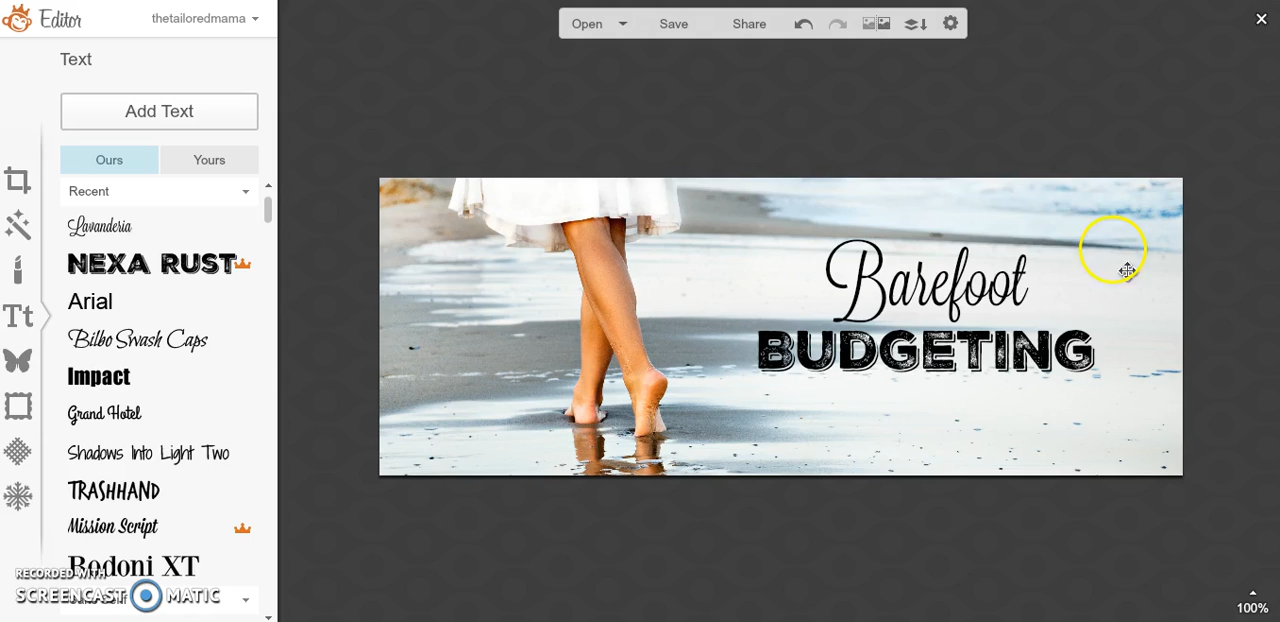 Editor
thetailoredmama
Open
Save
Share
Text
Add Text
Ours
Yours
Recent
Lavanderia
NEXA RUST
Arial
Bilbo Swash Caps
Impact
Grand Hotel
Shadows Into Light Two
TRASHHAND
Mission Script
Bodoni XT
RECORDED WITH
SCREENCAST MATIC
Tt
Barefoot
BUDGETING
100%